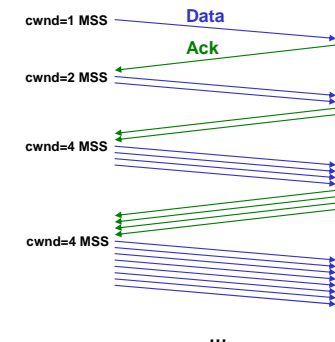 cwnd=1 MSS
Data
Ack
cwnd=2 MSS
cwnd=4 MSS
cwnd=4 MSS
...